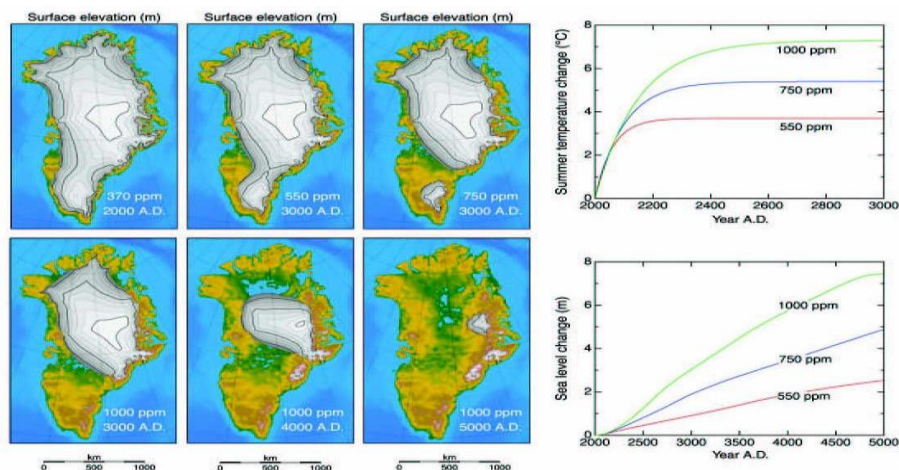 Surface elevation (m)
Surface elevation (m)
Surface elevation (m)
370 ppm
2000 A.D.
550 ppm
3000 A.D.
750 ppm
3000 A.D.
1000 ppm
3000 A.D.
1000 ppm
4000 A.D.
1000 ppm
5000 A.D.
km
0 500 1000
km
0 500 1000
km
0 500 1000
Summer temperature change (°C)
8
6
4
2
0
1000 ppm
750 ppm
550 ppm
2000 2200 2400 2600 2800 3000
Year A.D.
Sea level change (m)
8
6
4
2
0
1000 ppm
750 ppm
550 ppm
2000 2500 3000 3500 4000 4500 5000
Year A.D.